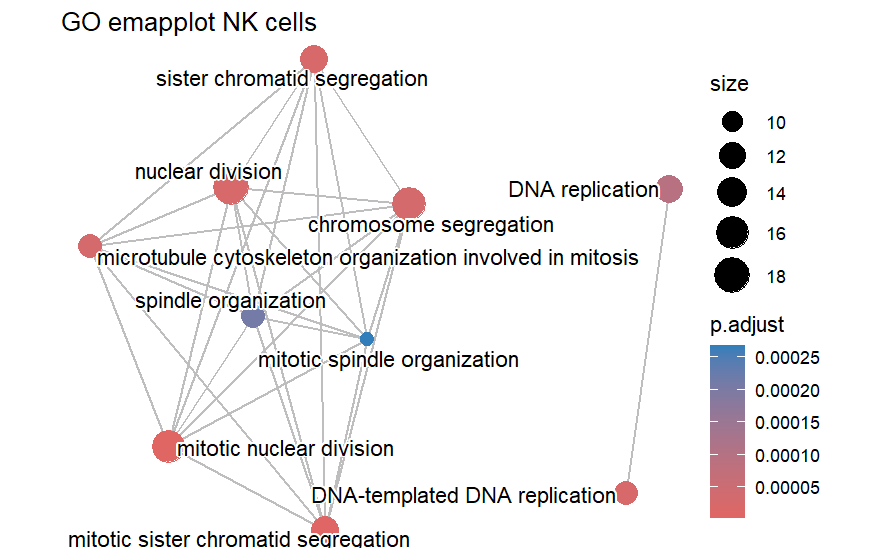 GO emapplot NK cells
sister chromatid segregation
nuclear division
DNA replication
chromosome segregation
microtubule cytoskeleton organization involved in mitosis
spindle organization
mitotic spindle organization
mitotic nuclear division
DNA-templated DNA replication
mitotic sister chromatid segregation
size
10
12
14
16
18
p.adjust
0.00025
0.00020
0.00015
0.00010
0.00005